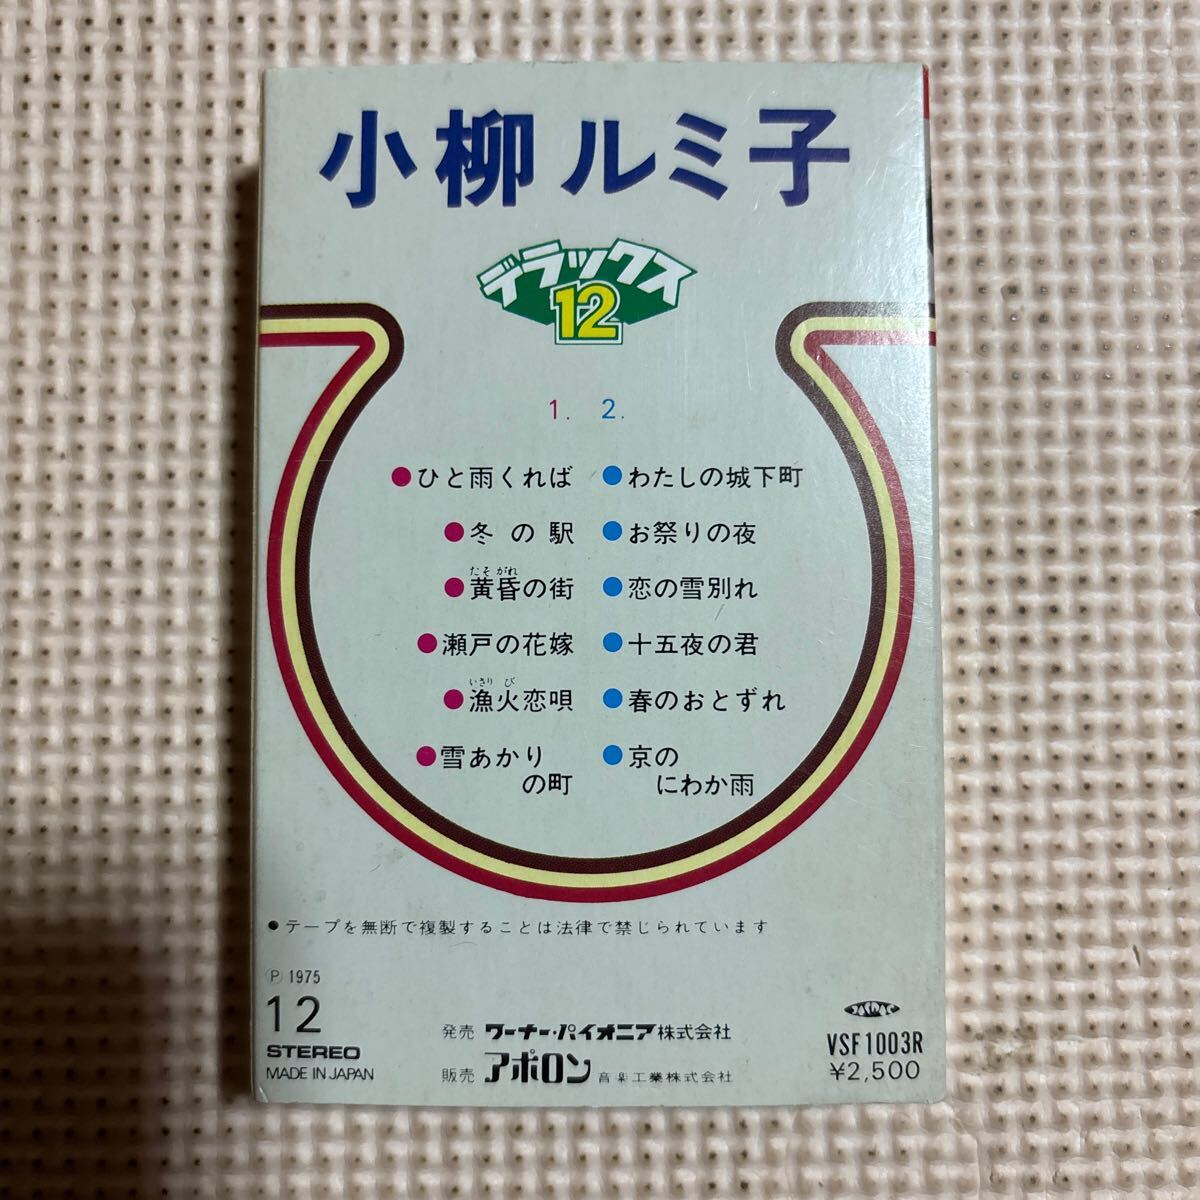 小柳ルミ子
デラックス
12
1. 2.
●ひと雨くれば
●冬の駅
たそがれ
●黄昏の街
●瀬戸の花嫁
いさり び
●漁火恋唄
●雪あかり
の町
●わたしの城下町
●お祭りの夜
●恋の雪別れ
●十五夜の君
●春のおとずれ
●京の
にわか雨
●テープを無断で複製することは法律で禁じられています
Ⓟ 1975
12
STEREO
MADE IN JAPAN
発売 ワーナー・パイオニア株式会社
販売 アポロン 音楽工業株式会社
VSF1003R
¥2,500